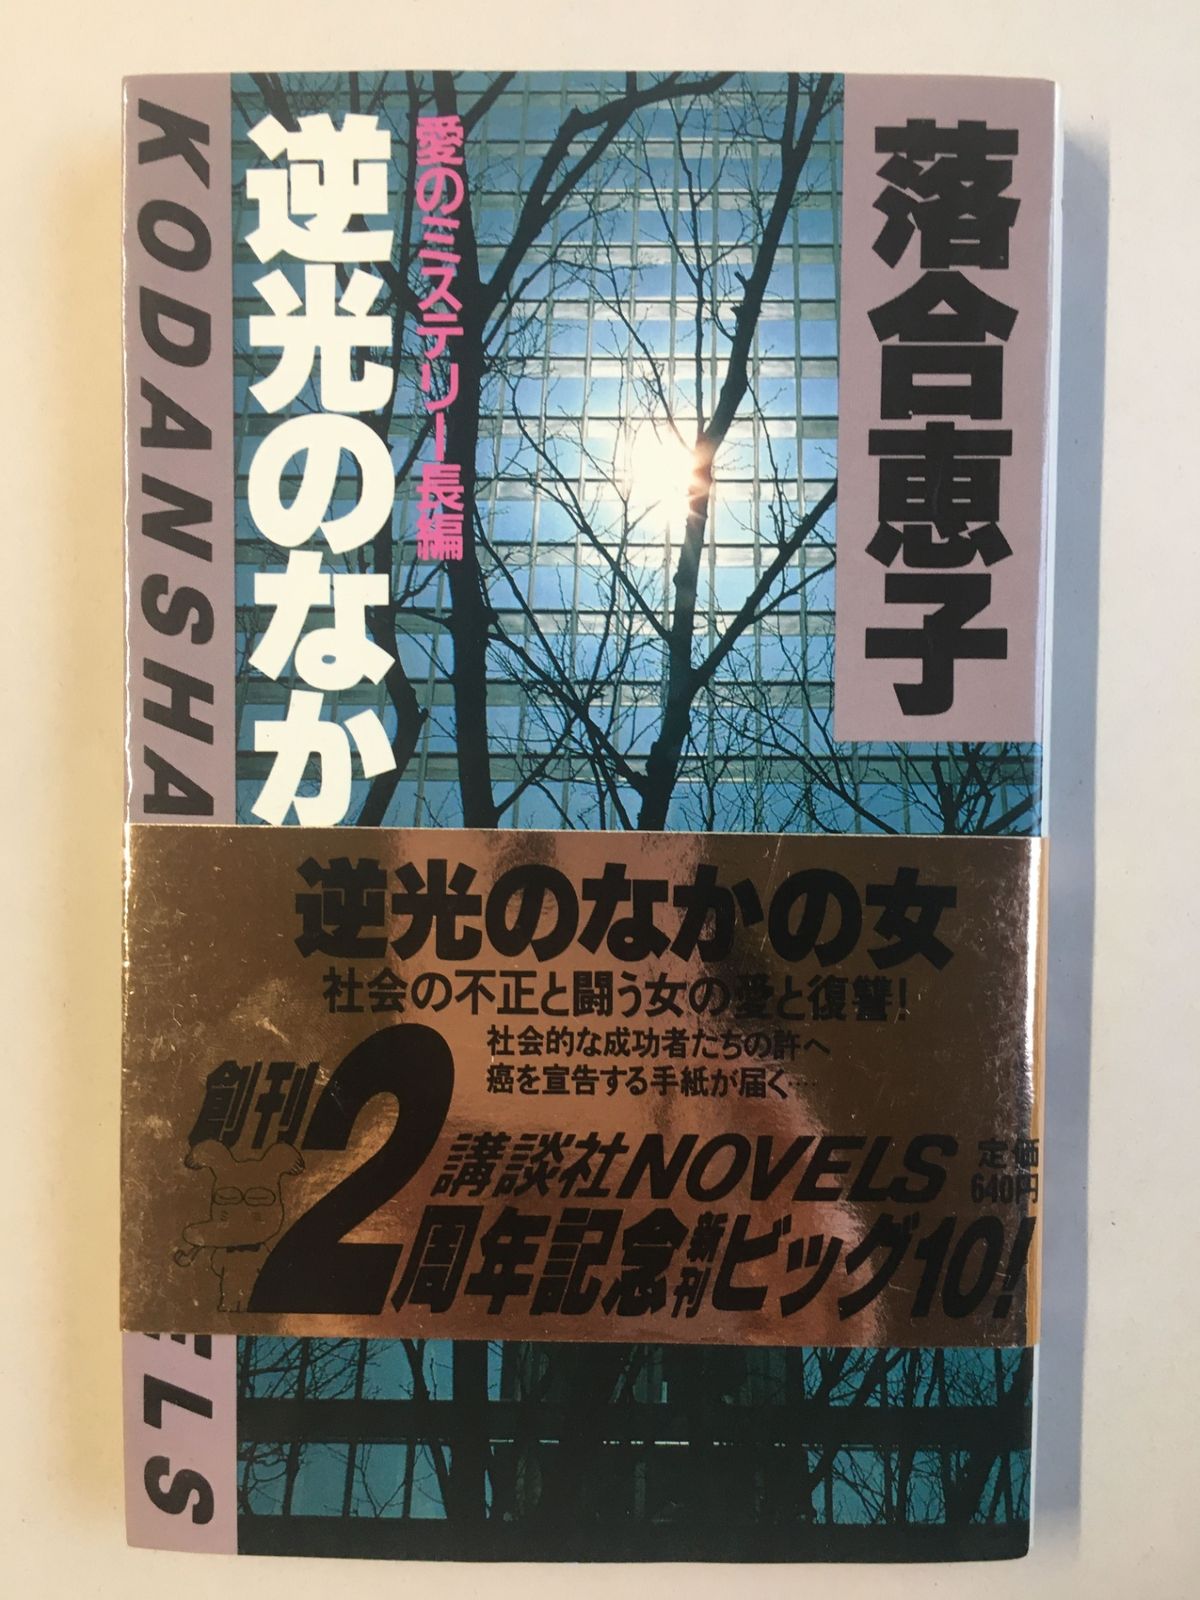 落合恵子
愛のミステリー長編
逆光のなか
KODANSHA
ELS
逆光のなかの女
社会の不正と闘う女の愛と復讐!
社会的な成功者たちの許へ
癌を宣告する手紙が届く…
創刊2
講談社NOVELS
定価
640円
周年記念新刊ビッグ10!